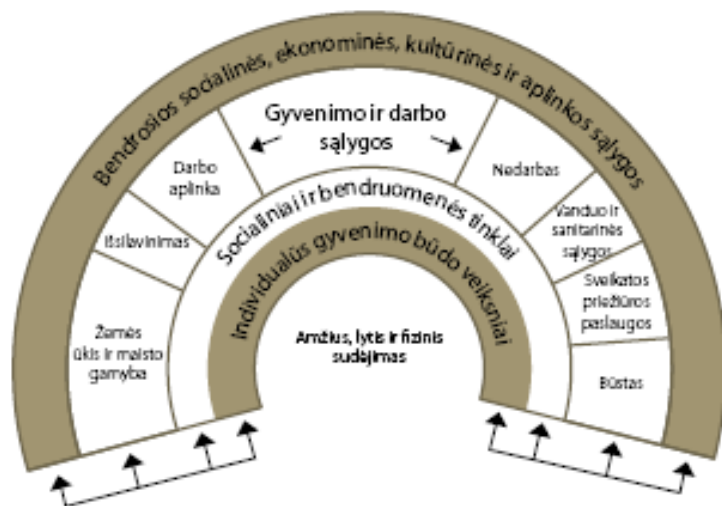 Bendrosios socialinės, ekonominės, kultūrinės ir aplinkos sąlygos
Gyvenimo ir darbo
sąlygos
Darbo
aplinka
Nedarbas
Išsilavinimas
Vanduo ir
sanitarinės
sąlygos
Žemės
ūkis ir maisto
gamyba
Sveikatos
priežiūros
paslaugos
Būstas
Socialiniai ir bendruomenės tinklai
Individualūs gyvenimo būdo veiksniai
Amžius, lytis ir fizinis
sudėjimas